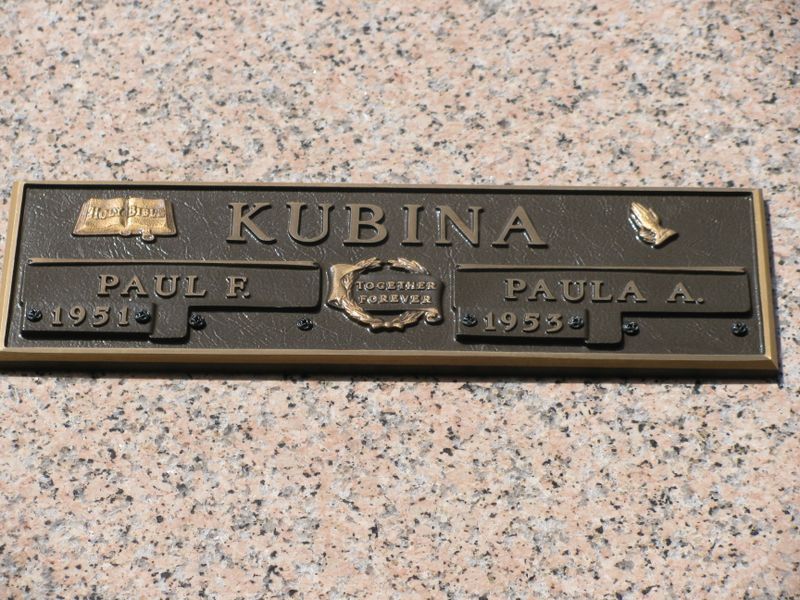 HOLY BIBLE
KUBINA
PAUL F.
1951
TOGETHER
FOREVER
PAULA A.
1953